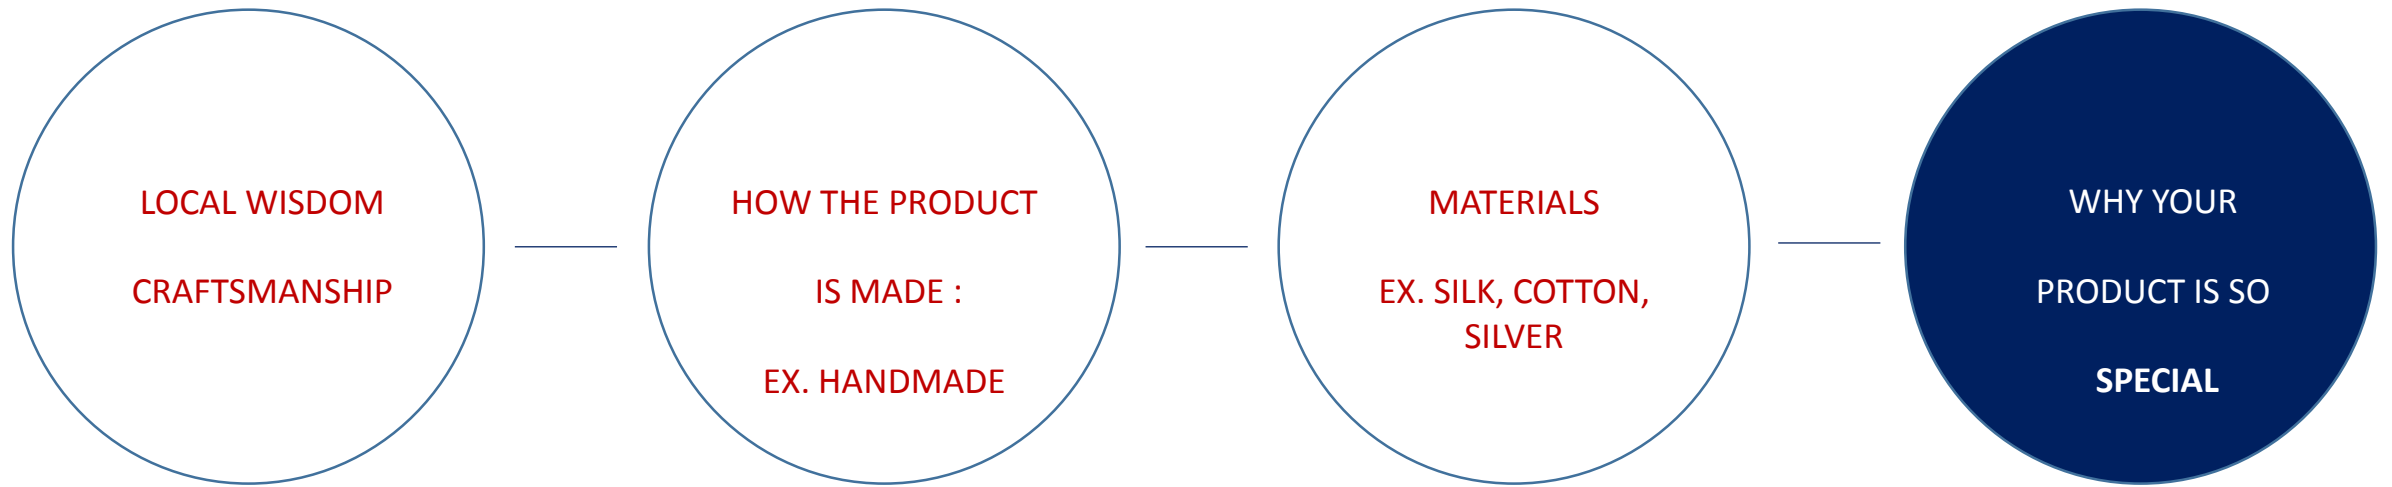 LOCAL WISDOM
CRAFTSMANSHIP
HOW THE PRODUCT
IS MADE :
EX. HANDMADE
MATERIALS
EX. SILK, COTTON,
SILVER
WHY YOUR
PRODUCT IS SO
SPECIAL